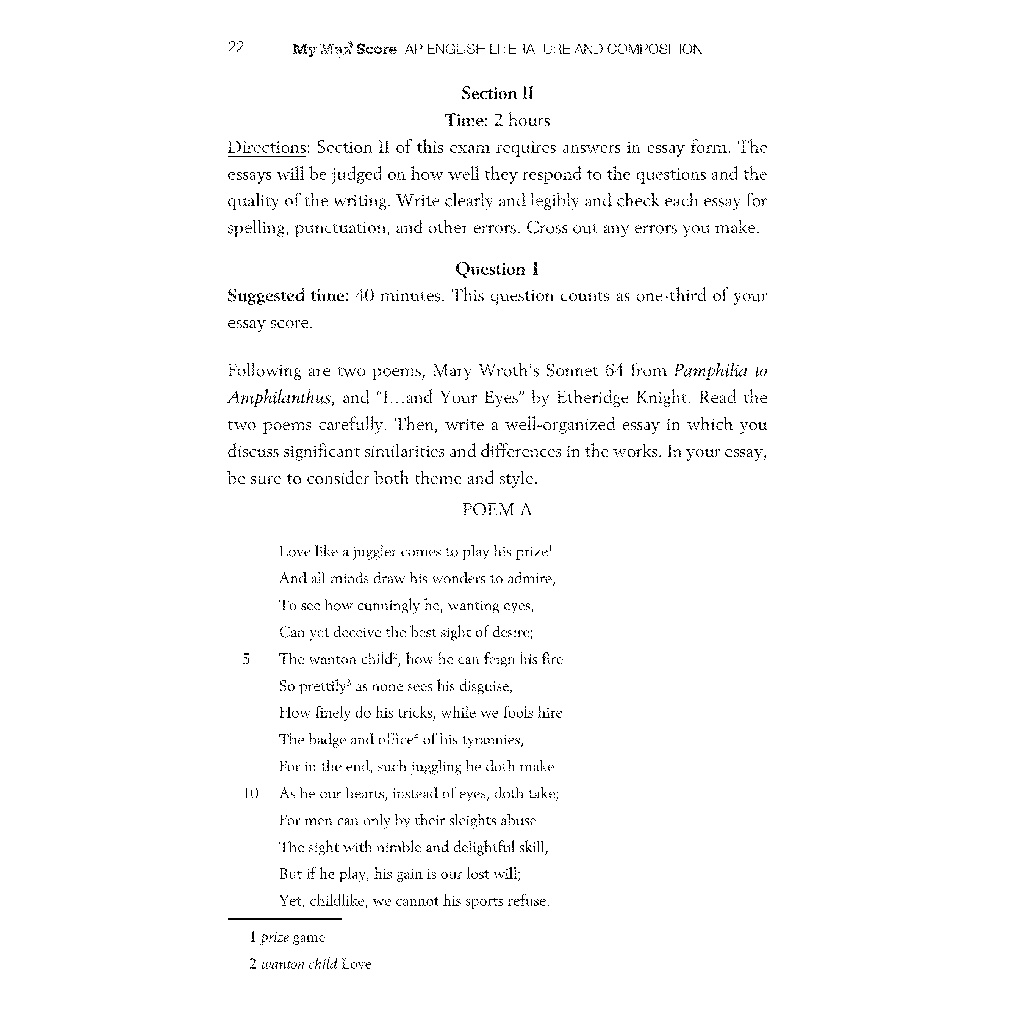 22 My Max Score AP ENGLISH LITERATURE AND COMPOSITION
Section II
Time: 2 hours
Directions: Section II of this exam requires answers in essay form. The
essays will be judged on how well they respond to the questions and the
quality of the writing. Write clearly and legibly and check each essay for
spelling, punctuation, and other errors. Cross out any errors you make.
Question 1
Suggested time: 40 minutes. This question counts as one-third of your
essay score.
Following are two poems, Mary Wroth's Sonnet 64 from Pamphilia to
Amphilanthus, and "I…and Your Eyes" by Etheridge Knight. Read the
two poems carefully. Then, write a well-organized essay in which you
discuss significant similarities and differences in the works. In your essay,
be sure to consider both theme and style.
POEM A
Love like a juggler comes to play his prize¹
And all minds draw his wonders to admire,
To see how cunningly he, wanting eyes,
Can yet deceive the best sight of desire;
5 The wanton child², how he can feign his fire
So prettily³ as none sees his disguise,
How finely do his tricks, while we fools hire
The badge and office⁴ of his tyrannies,
For in the end, such juggling he doth make
10 As he our hearts, instead of eyes, doth take;
For men can only by their sleights abuse
The sight with nimble and delightful skill,
But if he play, his gain is our lost will;
Yet, childlike, we cannot his sports refuse.
1 prize game
2 wanton child Love